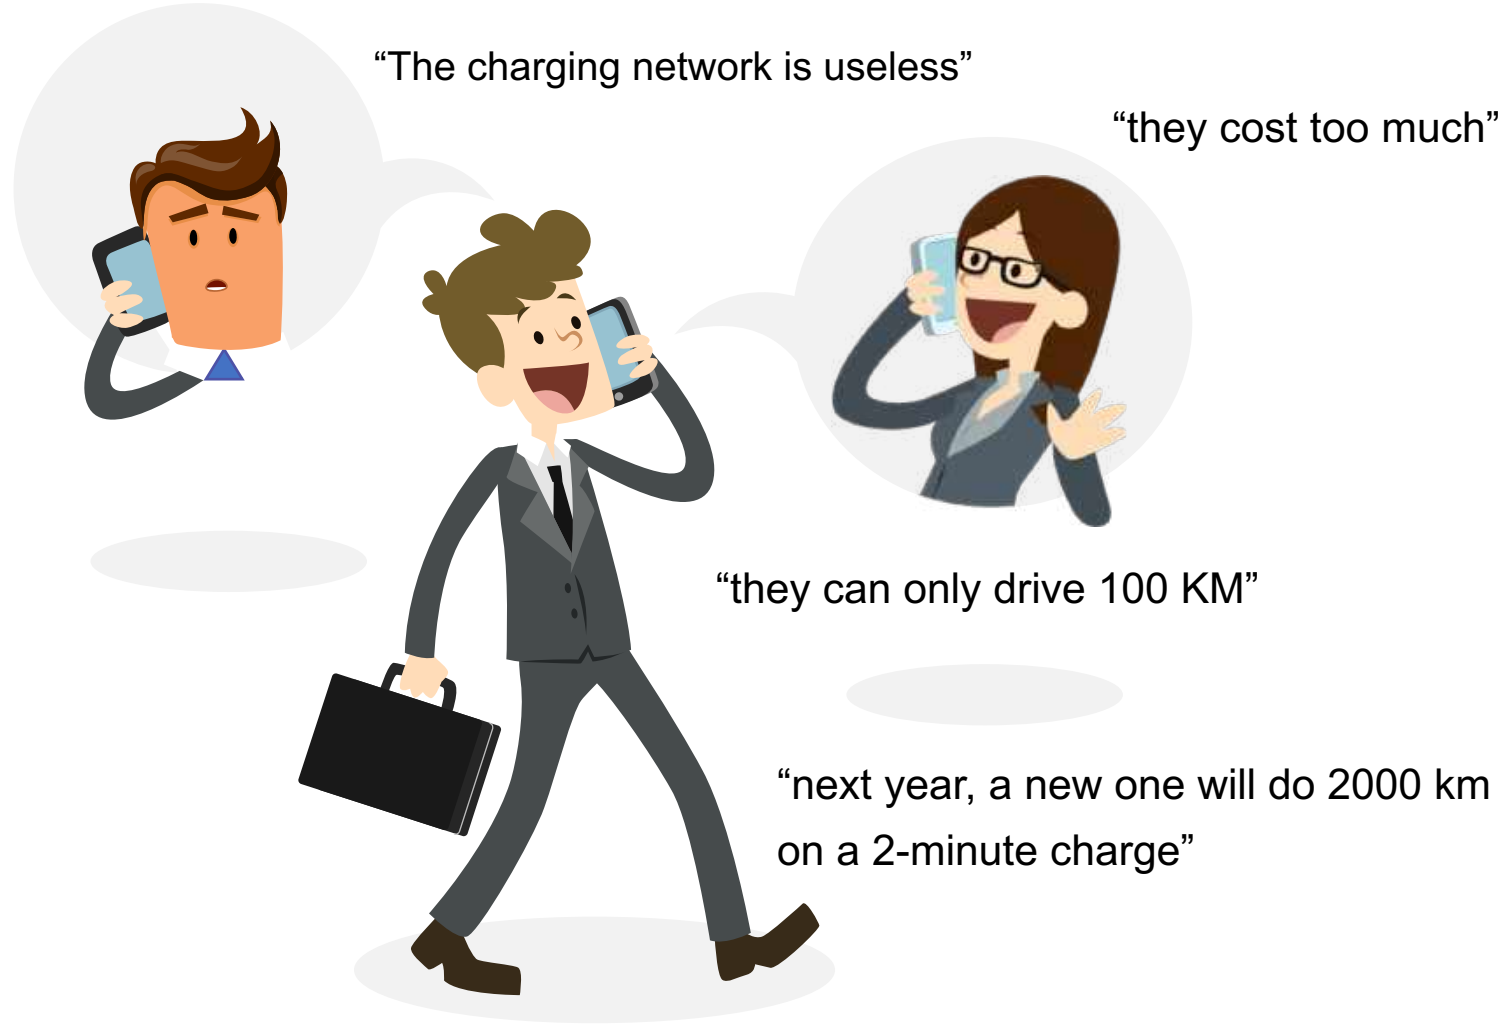 “The charging network is useless”
“they cost too much”
“they can only drive 100 KM”
“next year, a new one will do 2000 km
on a 2-minute charge”